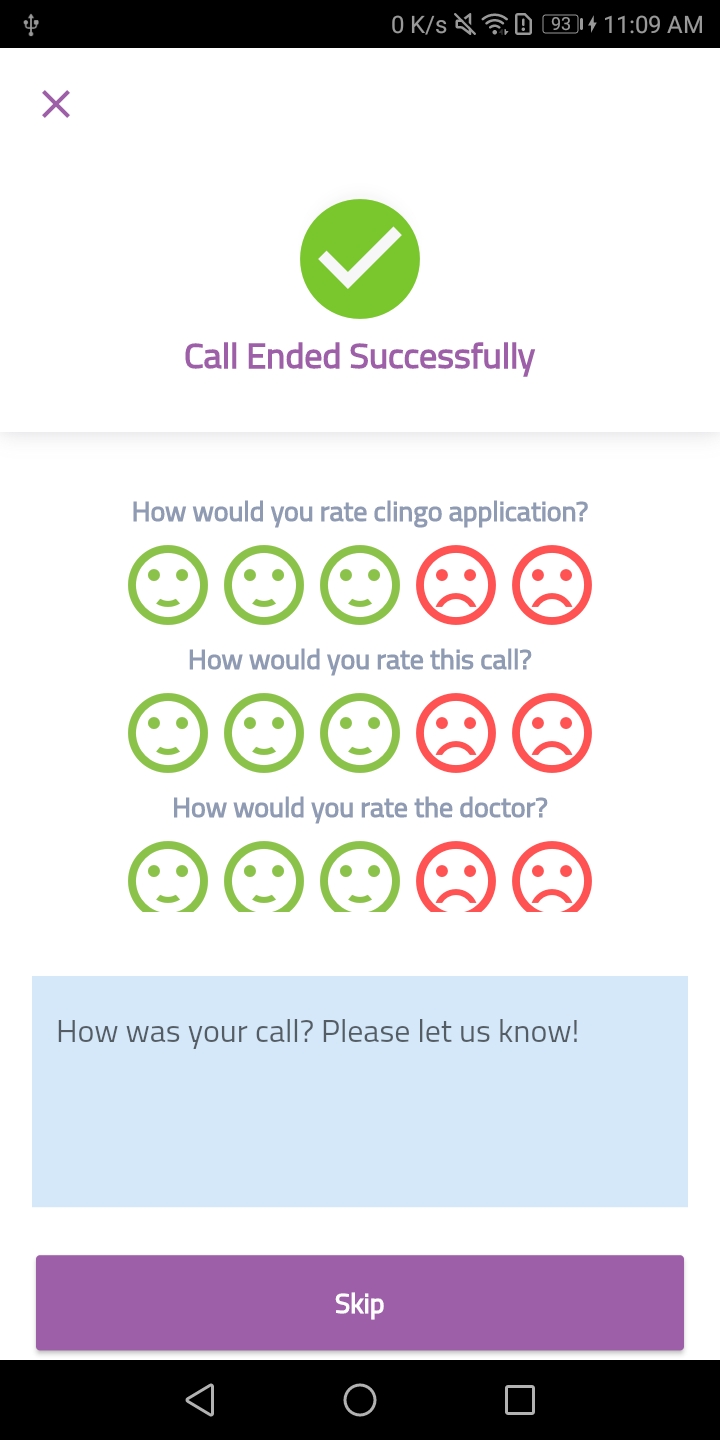 0 K/s 93 11:09 AM
Call Ended Successfully
How would you rate clingo application?
How would you rate this call?
How would you rate the doctor?
How was your call? Please let us know!
Skip